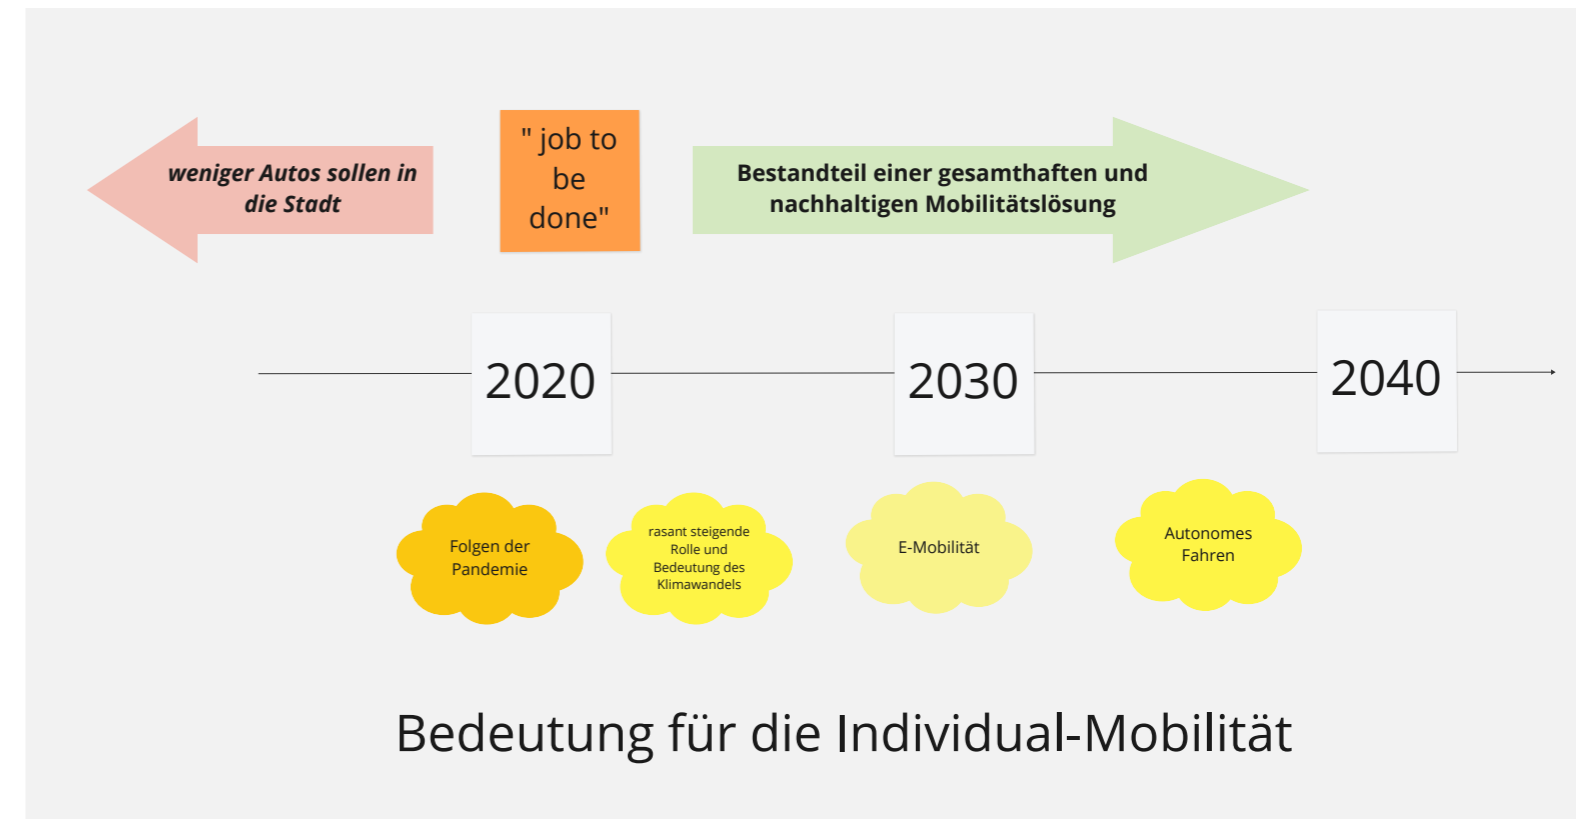 weniger Autos sollen in
die Stadt
" job to
be
done"
Bestandteil einer gesamthaften und
nachhaltigen Mobilitätslösung
2020
2030
2040
Folgen der
Pandemie
rasant steigende
Rolle und
Bedeutung des
Klimawandels
E-Mobilität
Autonomes
Fahren
Bedeutung für die Individual-Mobilität